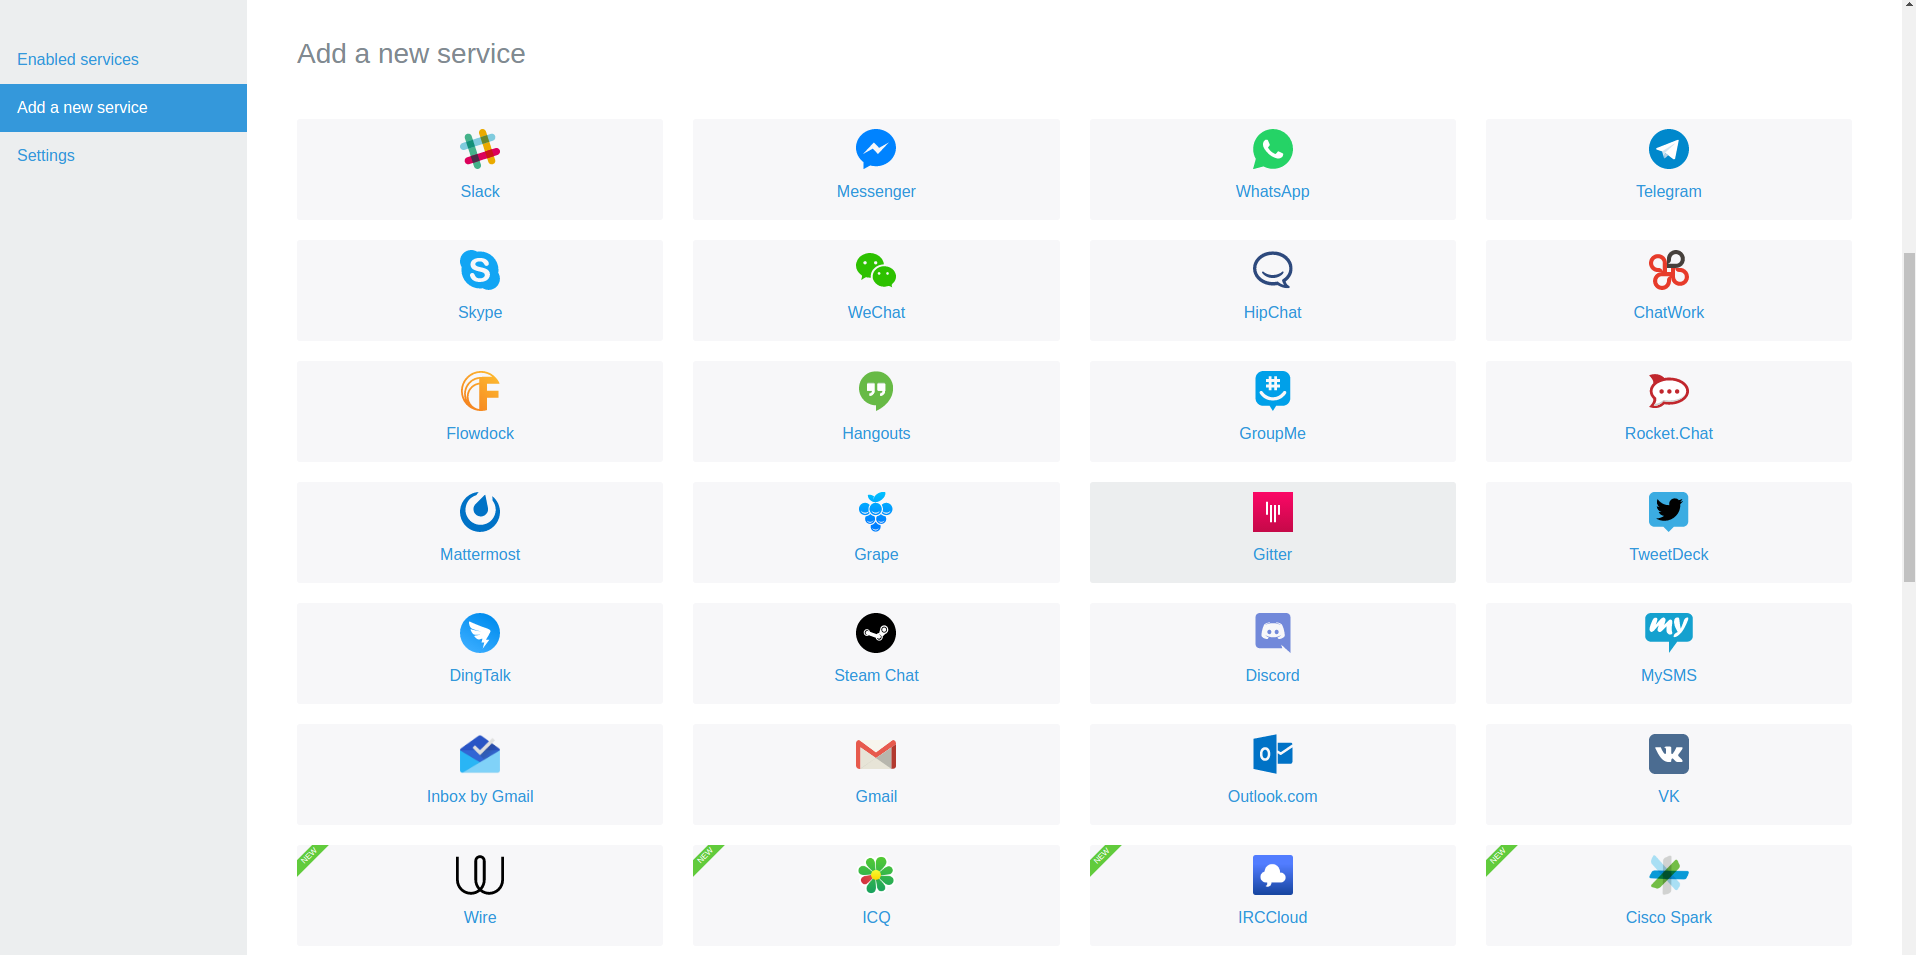 Add a new service
Enabled services
Add a new service
Settings
Slack
Messenger
WhatsApp
Telegram
S
Skype
WeChat
HipChat
ChatWork
F
Flowdock
Hangouts
#
GroupMe
Rocket.Chat
Mattermost
Grape
Gitter
TweetDeck
my
DingTalk
Steam Chat
Discord
MySMS
O
VK
Inbox by Gmail
Gmail
Outlook.com
VK
NEW
NEW
NEW
NEW
Wire
ICQ
IRCCloud
Cisco Spark